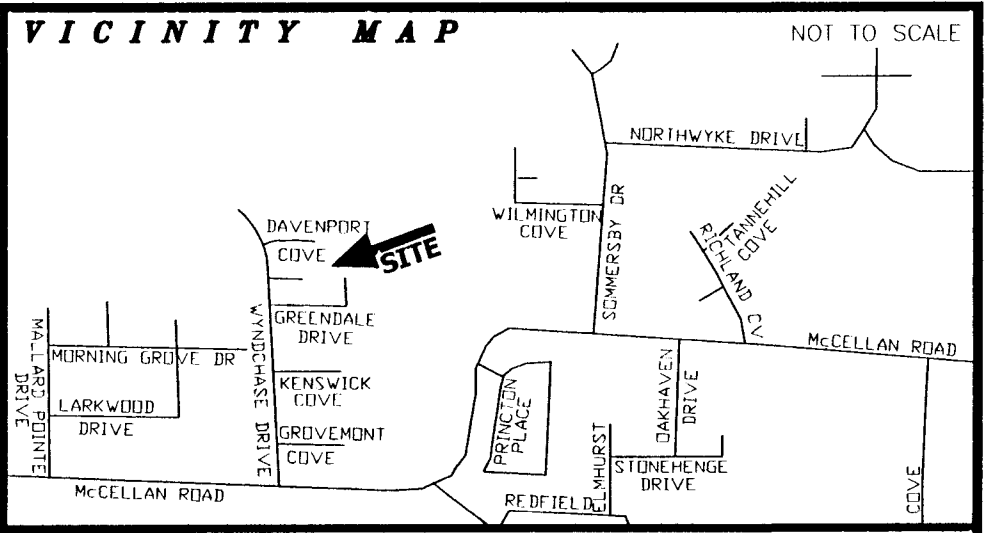 VICINITY MAP
NOT TO SCALE
NORTHWYKE DRIVE
WILMINGTON
COVE
SOMMERSBY DR
TANNEHILL
COVE
RICHLAND CV
DAVENPORT
COVE
SITE
GREENDALE
DRIVE
WYNDCHASE DRIVE
MALLARD POINTE
DRIVE
MORNING GROVE DR
LARKWOOD
DRIVE
KENSWICK
COVE
GROVEMONT
COVE
McCELLAN ROAD
PRINCTON
PLACE
McCELLAN ROAD
OAKHAVEN
DRIVE
ELMHURST
STONEHENGE
DRIVE
REDFIELD
COVE